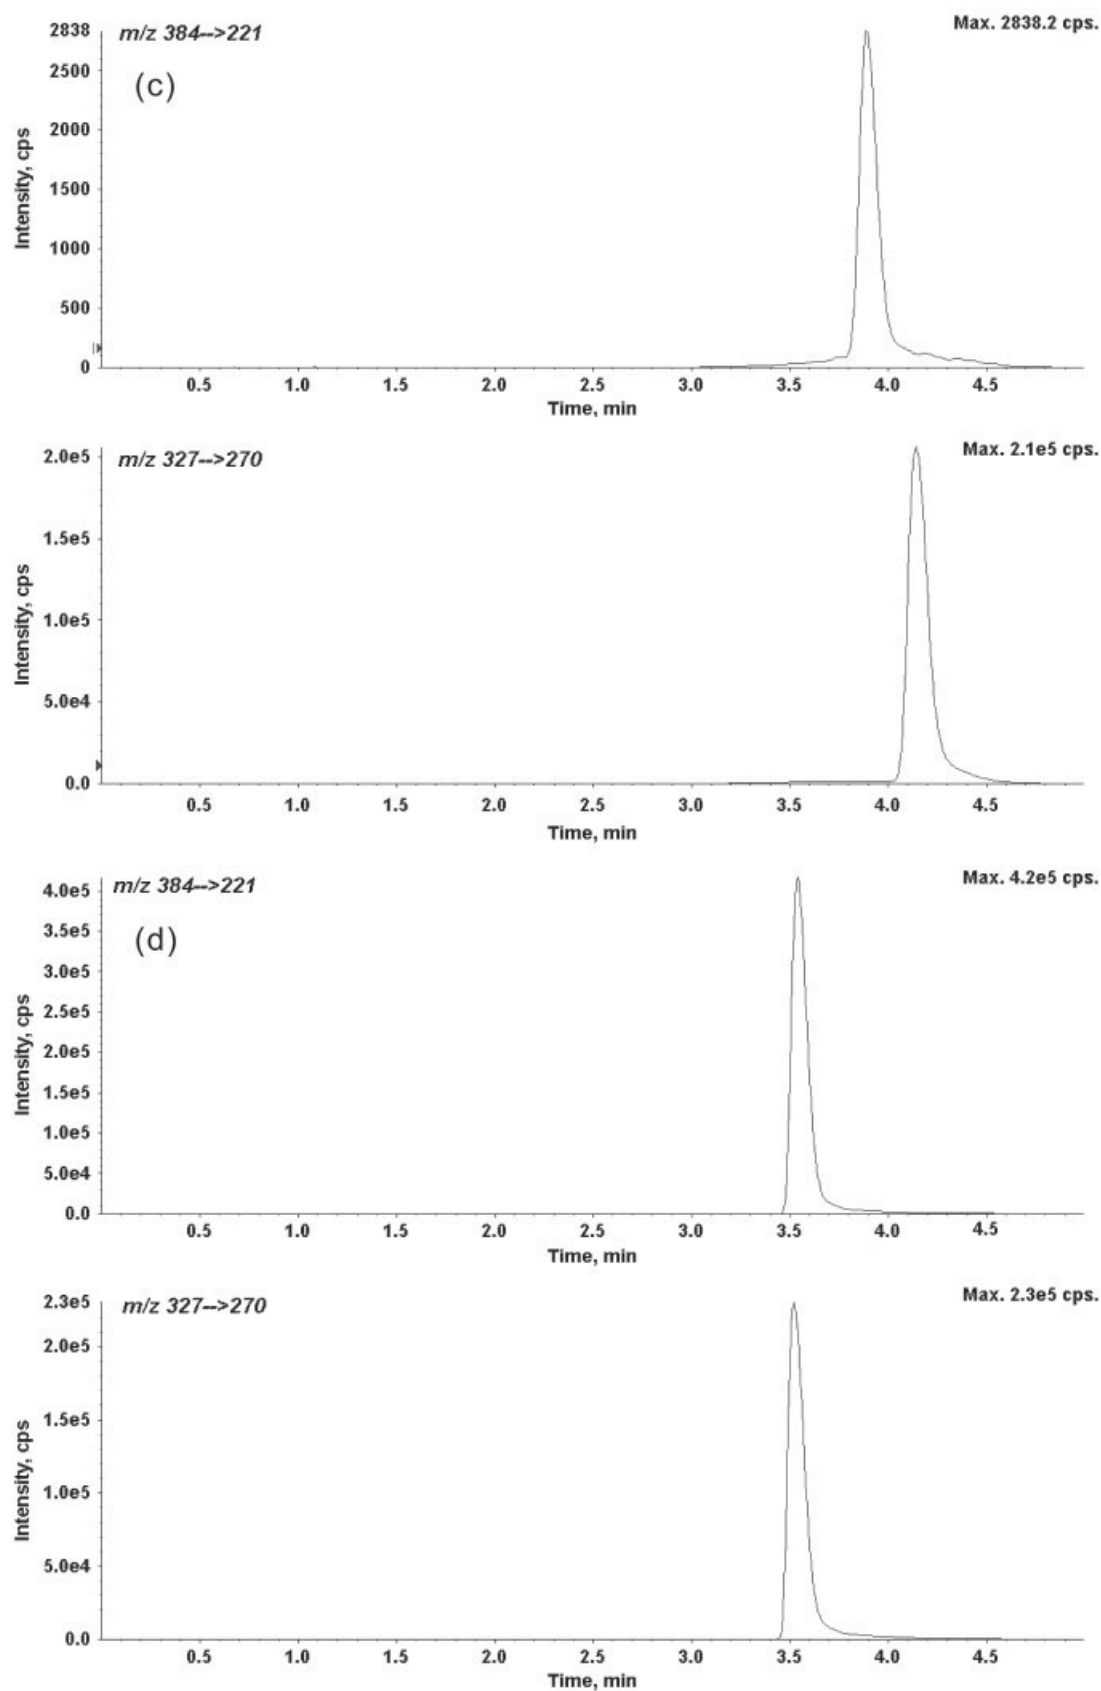 m/z 384-->221
Max. 2838.2 cps.
(c)
Intensity, cps
2838
2500
2000
1500
1000
500
0
0.5 1.0 1.5 2.0 2.5 3.0 3.5 4.0 4.5
Time, min
m/z 327-->270
Max. 2.1e5 cps.
Intensity, cps
2.0e5
1.5e5
1.0e5
5.0e4
0.0
0.5 1.0 1.5 2.0 2.5 3.0 3.5 4.0 4.5
Time, min
m/z 384-->221
Max. 4.2e5 cps.
(d)
Intensity, cps
4.0e5
3.5e5
3.0e5
2.5e5
2.0e5
1.5e5
1.0e5
5.0e4
0.0
0.5 1.0 1.5 2.0 2.5 3.0 3.5 4.0 4.5
Time, min
m/z 327-->270
Max. 2.3e5 cps.
Intensity, cps
2.3e5
2.0e5
1.5e5
1.0e5
5.0e4
0.0
0.5 1.0 1.5 2.0 2.5 3.0 3.5 4.0 4.5
Time, min